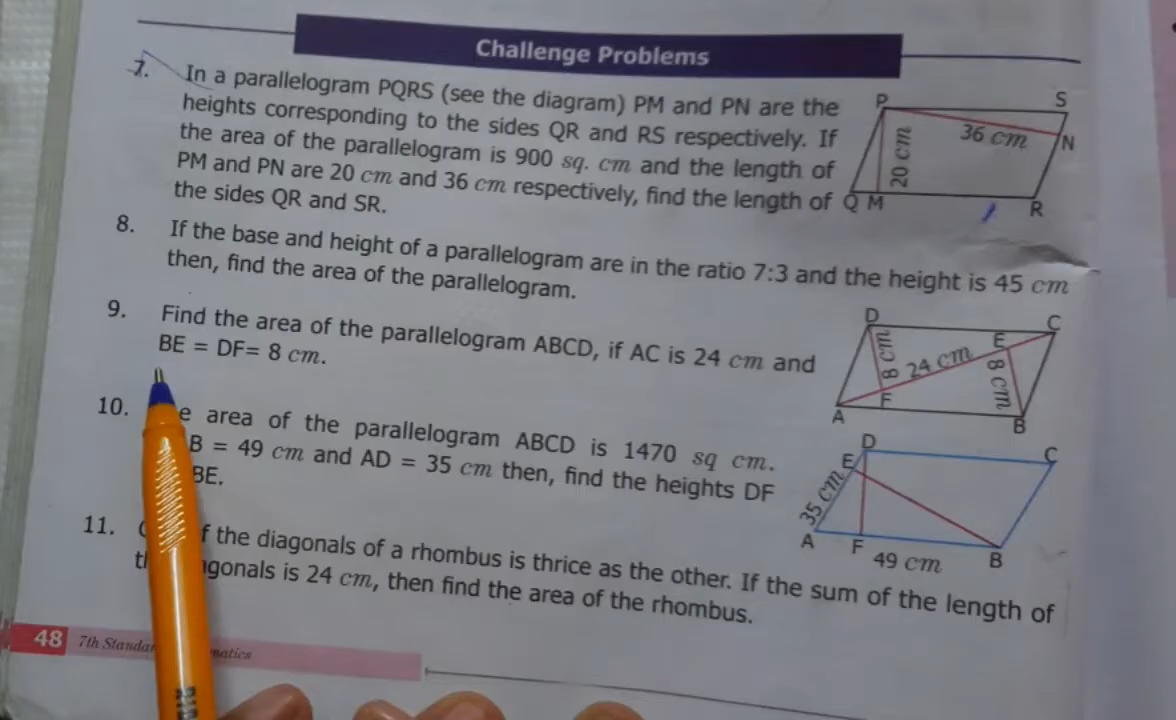 Challenge Problems
7. In a parallelogram PQRS (see the diagram) PM and PN are the
heights corresponding to the sides QR and RS respectively. If
the area of the parallelogram is 900 sq. cm and the length of
PM and PN are 20 cm and 36 cm respectively, find the length of
the sides QR and SR.
P S
36 cm N
20 cm
Q M R
8. If the base and height of a parallelogram are in the ratio 7:3 and the height is 45 cm
then, find the area of the parallelogram.
9. Find the area of the parallelogram ABCD, if AC is 24 cm and
BE = DF= 8 cm.
D C
E
8 cm 24 cm 8 cm
F
A B
10. e area of the parallelogram ABCD is 1470 sq cm.
B = 49 cm and AD = 35 cm then, find the heights DF
BE.
D C
E
35 cm
A F B
49 cm
11. f the diagonals of a rhombus is thrice as the other. If the sum of the length of
gonals is 24 cm, then find the area of the rhombus.
48 7th Standar matics